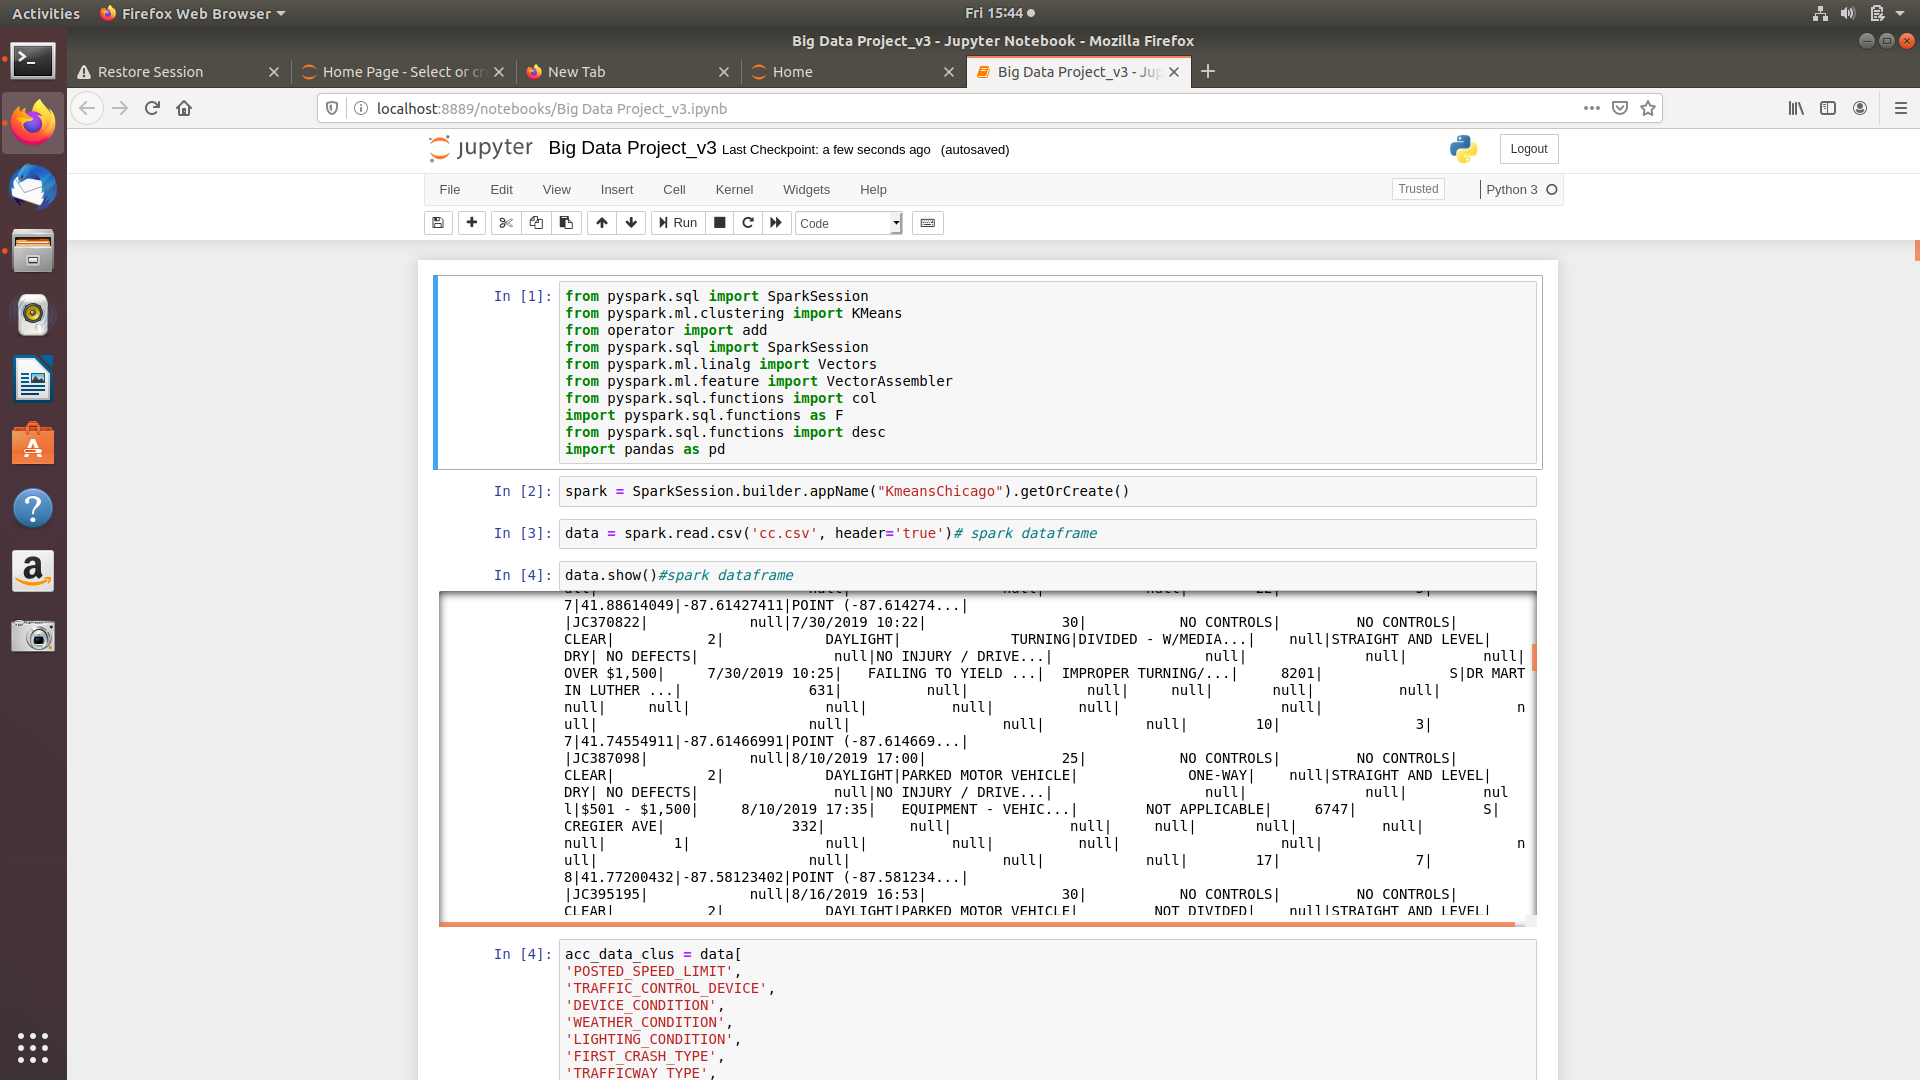 Activities
Firefox Web Browser
Fri 15:44
Big Data Project_v3 - Jupyter Notebook - Mozilla Firefox
Restore Session
Home Page - Select or cr
New Tab
Home
Big Data Project_v3 - Jup
localhost:8889/notebooks/Big Data Project_v3.ipynb
jupyter Big Data Project_v3 Last Checkpoint: a few seconds ago (autosaved)
Logout
File Edit View Insert Cell Kernel Widgets Help
Trusted
Python 3
Run
Code
In [1]: from pyspark.sql import SparkSession
from pyspark.ml.clustering import KMeans
from operator import add
from pyspark.sql import SparkSession
from pyspark.ml.linalg import Vectors
from pyspark.ml.feature import VectorAssembler
from pyspark.sql.functions import col
import pyspark.sql.functions as F
from pyspark.sql.functions import desc
import pandas as pd
In [2]: spark = SparkSession.builder.appName("KmeansChicago").getOrCreate()
In [3]: data = spark.read.csv('cc.csv', header='true')# spark dataframe
In [4]: data.show()#spark dataframe
7|41.88614049|-87.61427411|POINT (-87.614274...|
|JC370822| null|7/30/2019 10:22| 30| NO CONTROLS| NO CONTROLS|
CLEAR| 2| DAYLIGHT| TURNING|DIVIDED - W/MEDIA...| null|STRAIGHT AND LEVEL|
DRY| NO DEFECTS| null|NO INJURY / DRIVE...| null| null| null|
OVER $1,500| 7/30/2019 10:25| FAILING TO YIELD ...| IMPROPER TURNING/...| 8201| S|DR MART
IN LUTHER ...| 631| null| null| null| null| null|
null| null| null| null| null| null| n
ull| null| null| null| 10| 3|
7|41.74554911|-87.61466991|POINT (-87.614669...|
|JC387098| null|8/10/2019 17:00| 25| NO CONTROLS| NO CONTROLS|
CLEAR| 2| DAYLIGHT|PARKED MOTOR VEHICLE| ONE-WAY| null|STRAIGHT AND LEVEL|
DRY| NO DEFECTS| null|NO INJURY / DRIVE...| null| null| nul
l|$501 - $1,500| 8/10/2019 17:35| EQUIPMENT - VEHIC...| NOT APPLICABLE| 6747| S|
CREGIER AVE| 332| null| null| null| null| null|
null| 1| null| null| null| null| n
ull| null| null| null| 17| 7|
8|41.77200432|-87.58123402|POINT (-87.581234...|
|JC395195| null|8/16/2019 16:53| 30| NO CONTROLS| NO CONTROLS|
CLEAR| 2| DAYLIGHT|PARKED MOTOR VEHICLE| NOT DIVIDED| null|STRAIGHT AND LEVEL|
In [4]: acc_data_clus = data[
'POSTED_SPEED_LIMIT',
'TRAFFIC_CONTROL_DEVICE',
'DEVICE_CONDITION',
'WEATHER_CONDITION',
'LIGHTING_CONDITION',
'FIRST_CRASH_TYPE',
'TRAFFICWAY_TYPE',